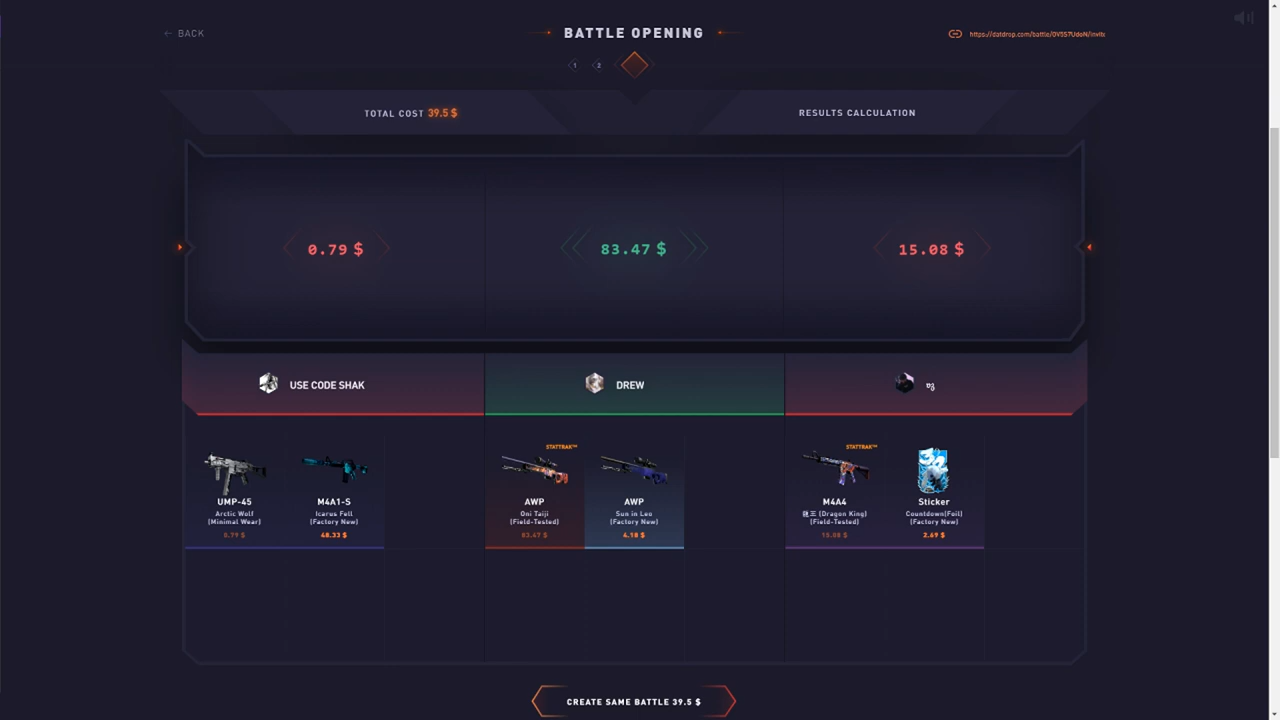 ← BACK
BATTLE OPENING
https://datdrop.com/battle/0V5S7UdoN/invite
1 2
TOTAL COST 39.5 $
RESULTS CALCULATION
0.79 $
83.47 $
15.08 $
USE CODE SHAK
DREW
UMP-45
Arctic Wolf
(Minimal Wear)
0.79 $
M4A1-S
Icarus Fell
(Factory New)
48.33 $
STATTRAK™
AWP
Oni Taiji
(Field-Tested)
83.47 $
AWP
Sun in Leo
(Factory New)
4.18 $
STATTRAK™
M4A4
龍王 (Dragon King)
(Field-Tested)
15.08 $
Sticker
Countdown(Foil)
(Factory New)
2.69 $
CREATE SAME BATTLE 39.5 $